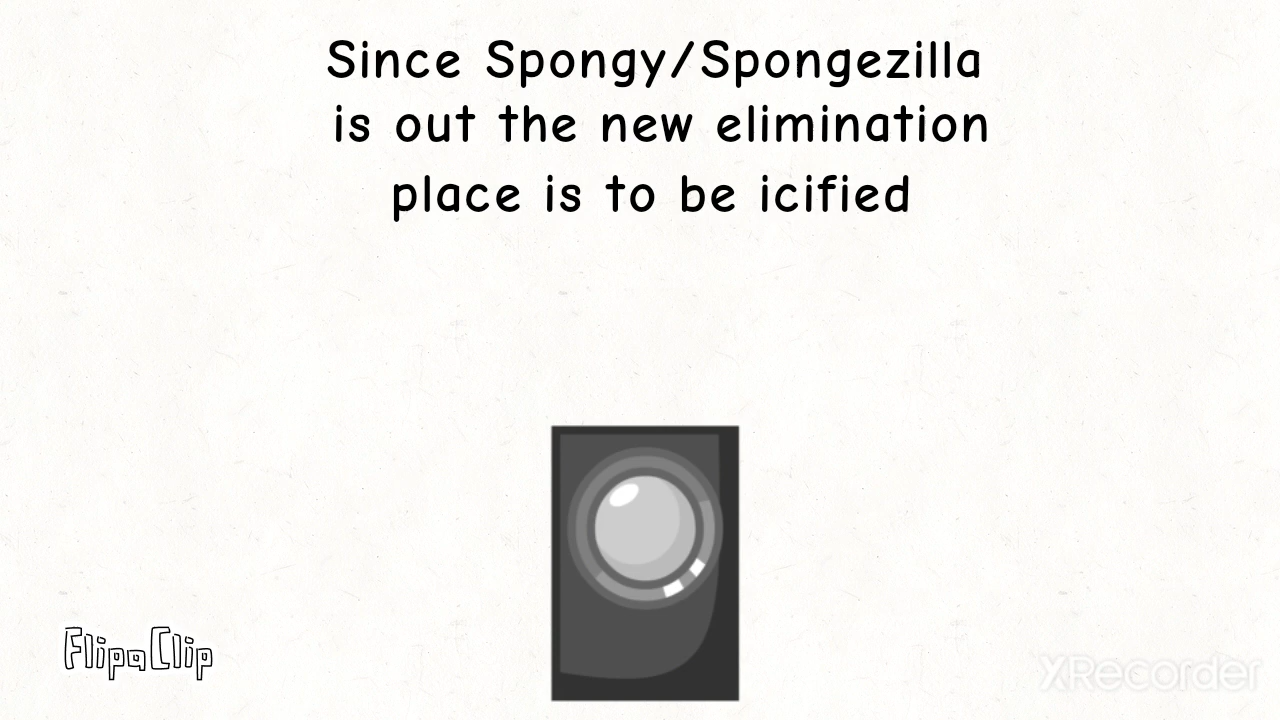 Since Spongy/Spongezilla
is out the new elimination
place is to be icified
FlipaClip
XRecorder